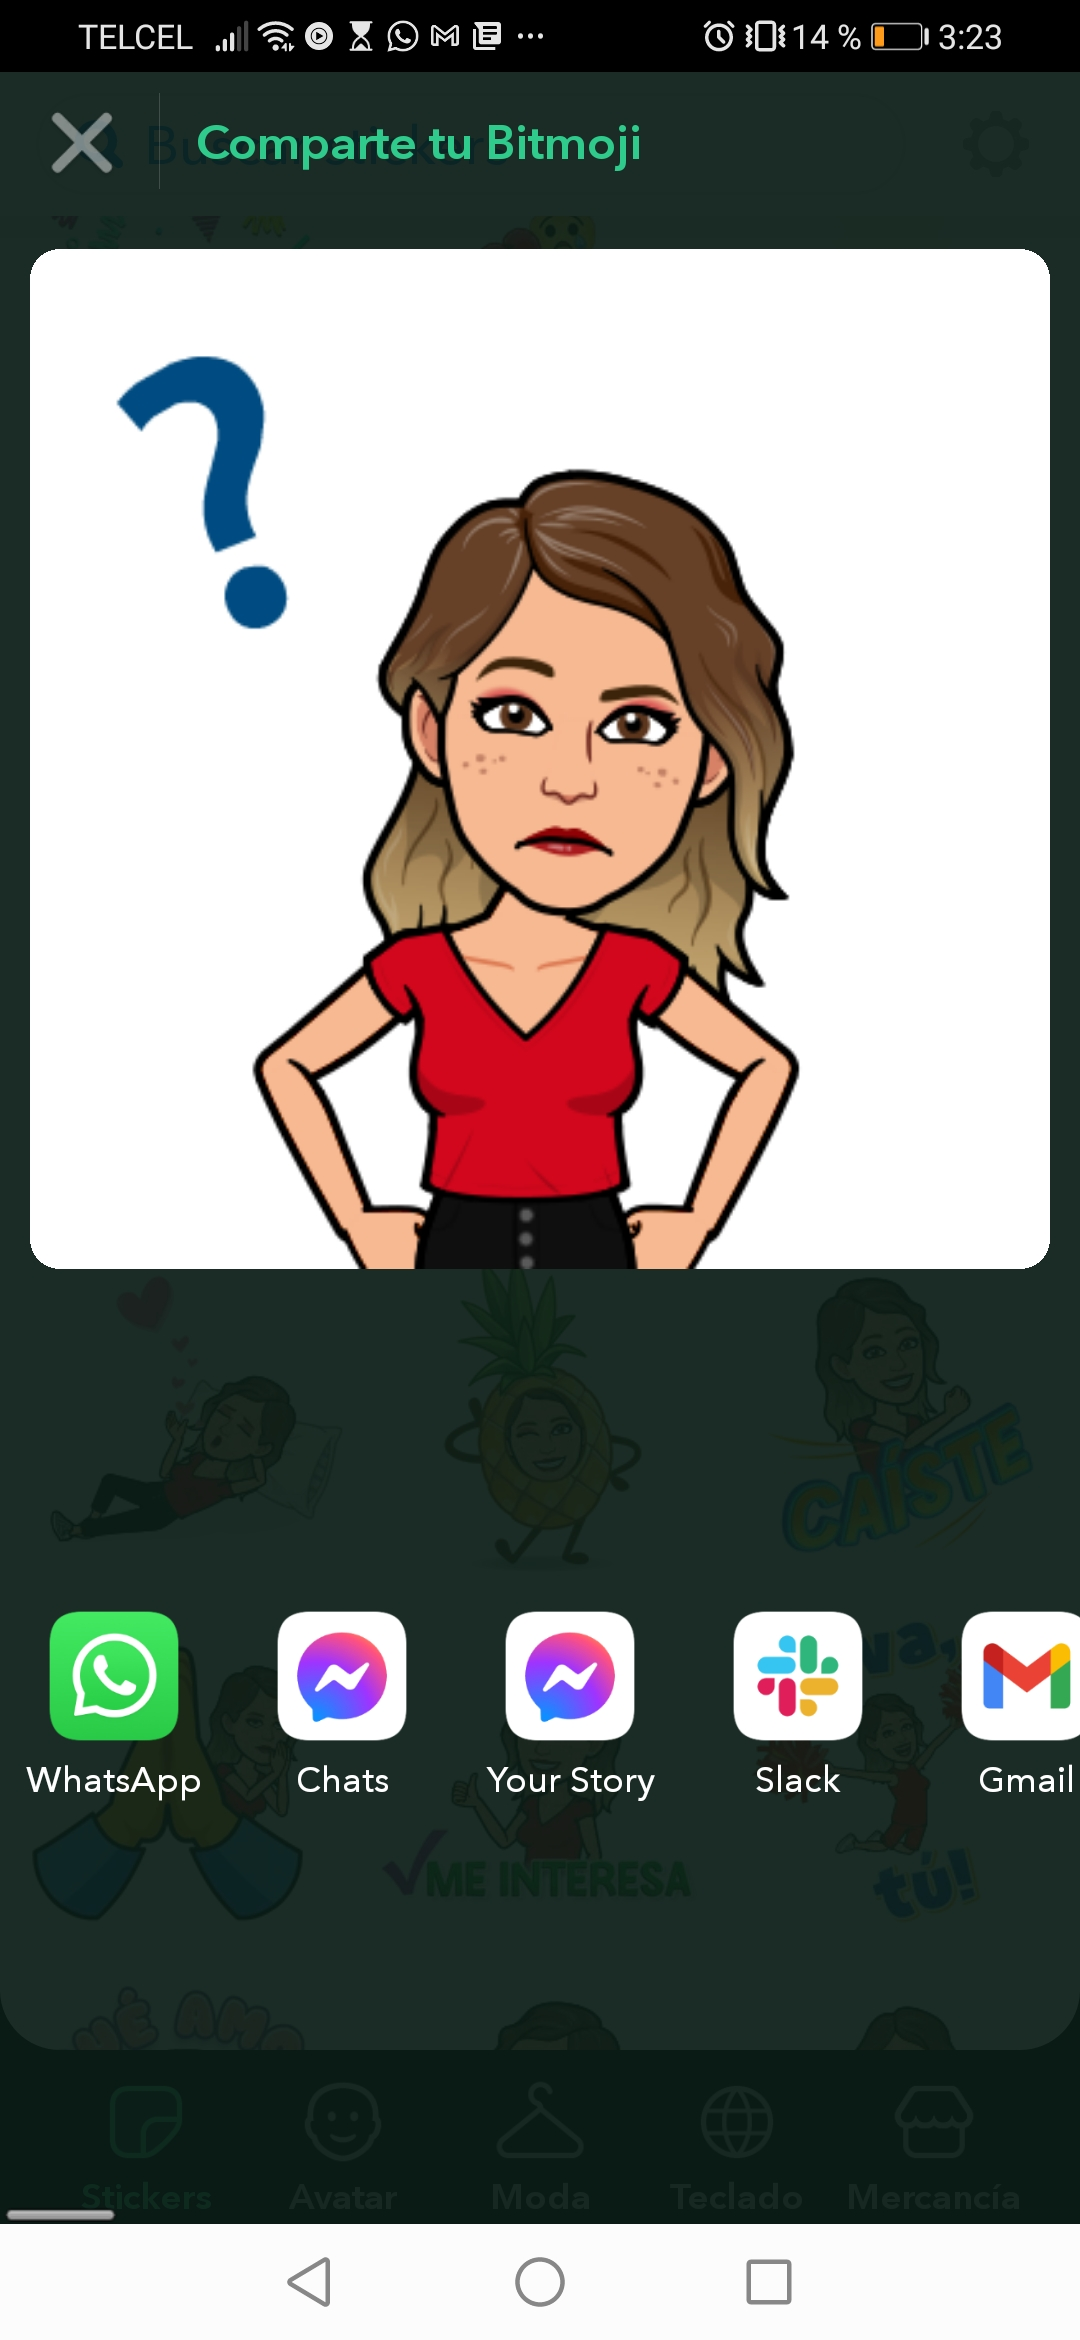 TELCEL 14 % 3:23
Comparte tu Bitmoji
?
CAÍSTE
WhatsApp Chats Your Story Slack Gmail
ME INTERESA
tú!
Stickers Avatar Moda Teclado Mercancía